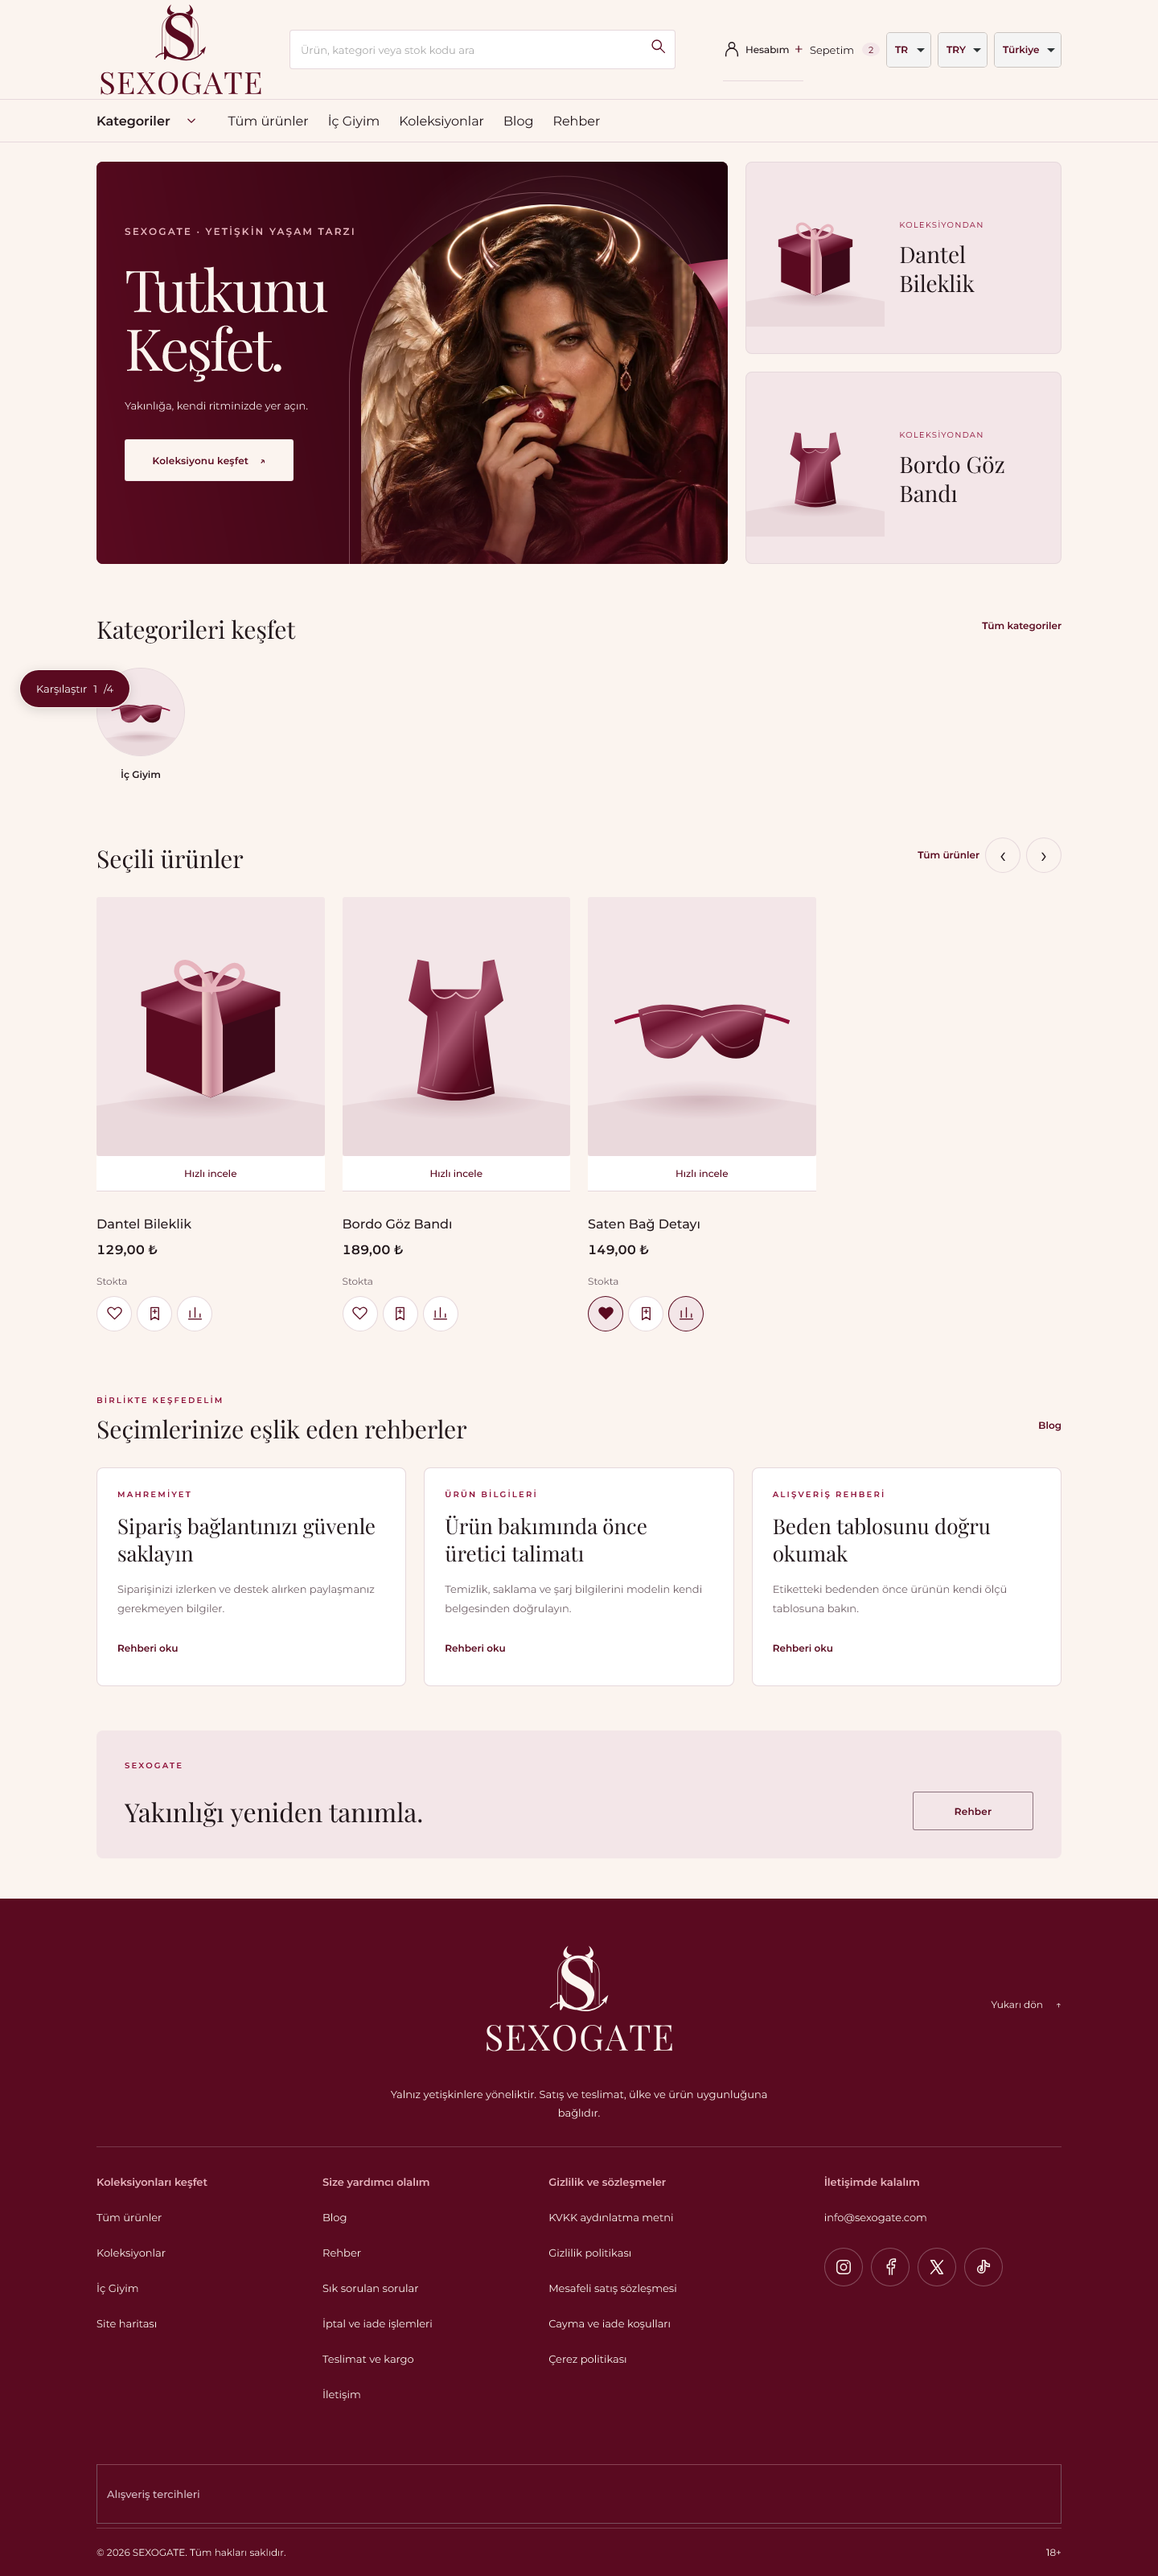 SEXOGATE
Ürün, kategori veya stok kodu ara
Hesabım +
Sepetim 2
TR
TRY
Türkiye
Kategoriler
Tüm ürünler
İç Giyim
Koleksiyonlar
Blog
Rehber
SEXOGATE · YETİŞKİN YAŞAM TARZI
Tutkunu
Keşfet.
Yakınlığa, kendi ritminizde yer açın.
Koleksiyonu keşfet ↗
KOLEKSİYONDAN
Dantel
Bileklik
KOLEKSİYONDAN
Bordo Göz
Bandı
Kategorileri keşfet
Tüm kategoriler
Karşılaştır 1 /4
İç Giyim
Seçili ürünler
Tüm ürünler
‹ ›
Hızlı incele
Hızlı incele
Hızlı incele
Dantel Bileklik
129,00 ₺
Stokta
Bordo Göz Bandı
189,00 ₺
Stokta
Saten Bağ Detayı
149,00 ₺
Stokta
BİRLİKTE KEŞFEDELİM
Seçimlerinize eşlik eden rehberler
Blog
MAHREMİYET
Sipariş bağlantınızı güvenle
saklayın
Siparişinizi izlerken ve destek alırken paylaşmanız
gerekmeyen bilgiler.
Rehberi oku
ÜRÜN BİLGİLERİ
Ürün bakımında önce
üretici talimatı
Temizlik, saklama ve şarj bilgilerini modelin kendi
belgesinden doğrulayın.
Rehberi oku
ALIŞVERİŞ REHBERİ
Beden tablosunu doğru
okumak
Etiketteki bedenden önce ürünün kendi ölçü
tablosuna bakın.
Rehberi oku
SEXOGATE
Yakınlığı yeniden tanımla.
Rehber
SEXOGATE
Yukarı dön ↑
Yalnız yetişkinlere yöneliktir. Satış ve teslimat, ülke ve ürün uygunluğuna
bağlıdır.
Koleksiyonları keşfet
Tüm ürünler
Koleksiyonlar
İç Giyim
Site haritası
Size yardımcı olalım
Blog
Rehber
Sık sorulan sorular
İptal ve iade işlemleri
Teslimat ve kargo
İletişim
Gizlilik ve sözleşmeler
KVKK aydınlatma metni
Gizlilik politikası
Mesafeli satış sözleşmesi
Cayma ve iade koşulları
Çerez politikası
İletişimde kalalım
info@sexogate.com
Alışveriş tercihleri
© 2026 SEXOGATE. Tüm hakları saklıdır.
18+